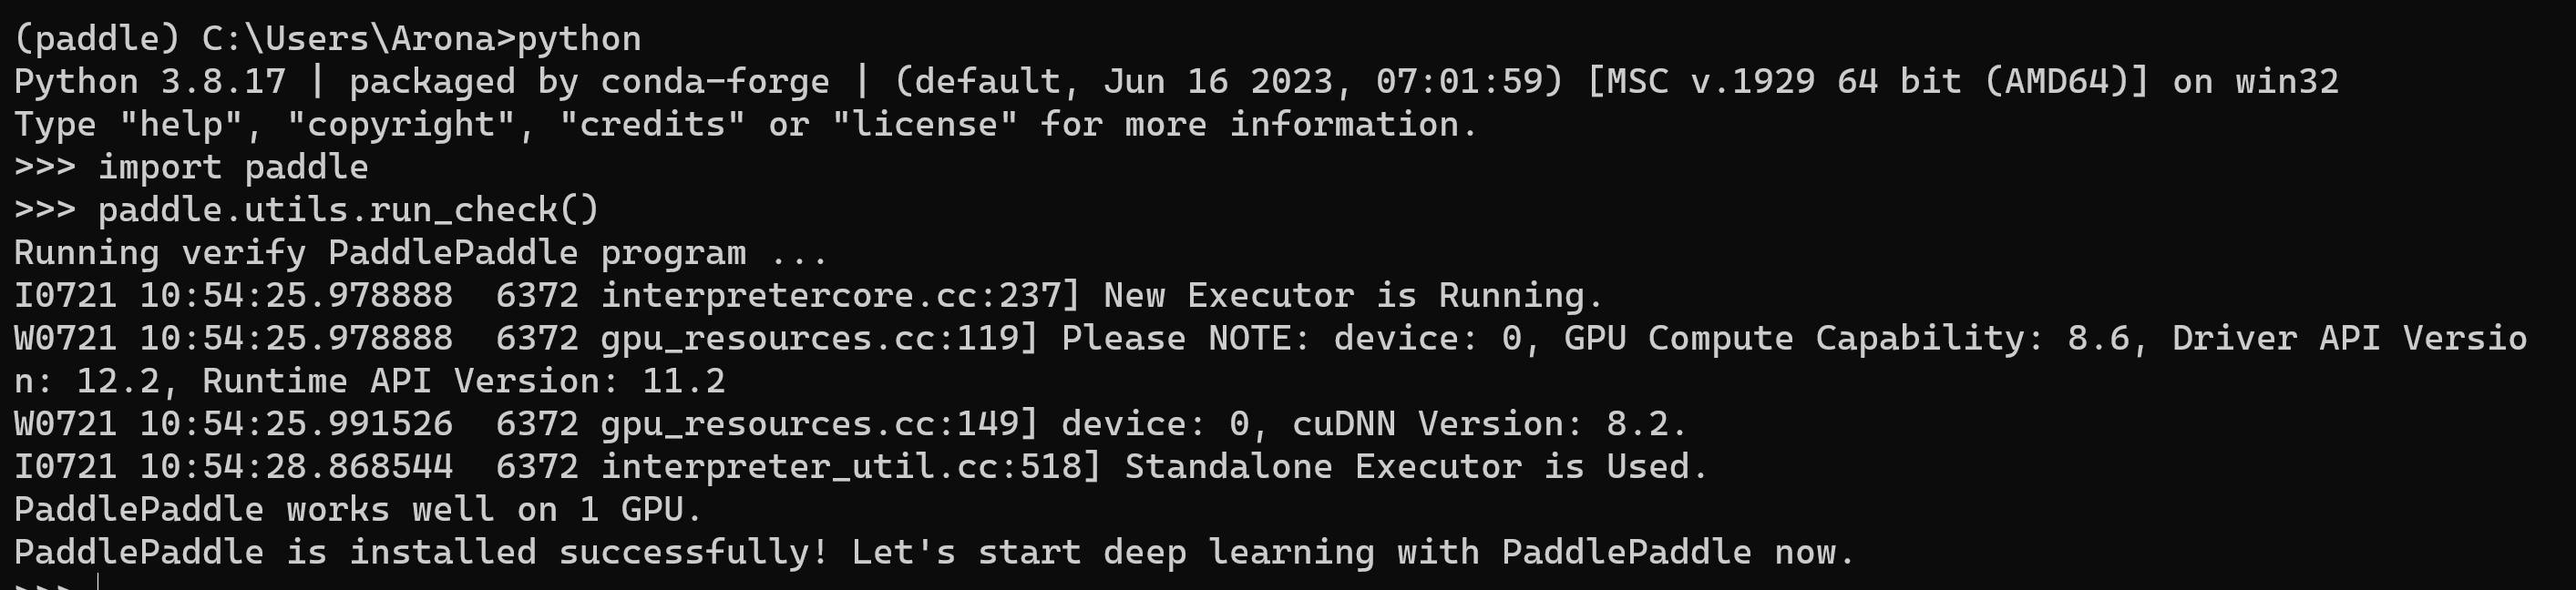 (paddle) C:\Users\Arona>python
Python 3.8.17 | packaged by conda-forge | (default, Jun 16 2023, 07:01:59) [MSC v.1929 64 bit (AMD64)] on win32
Type "help", "copyright", "credits" or "license" for more information.
>>> import paddle
>>> paddle.utils.run_check()
Running verify PaddlePaddle program ...
I0721 10:54:25.978888  6372 interpretercore.cc:237] New Executor is Running.
W0721 10:54:25.978888  6372 gpu_resources.cc:119] Please NOTE: device: 0, GPU Compute Capability: 8.6, Driver API Versio
n: 12.2, Runtime API Version: 11.2
W0721 10:54:25.991526  6372 gpu_resources.cc:149] device: 0, cuDNN Version: 8.2.
I0721 10:54:28.868544  6372 interpreter_util.cc:518] Standalone Executor is Used.
PaddlePaddle works well on 1 GPU.
PaddlePaddle is installed successfully! Let's start deep learning with PaddlePaddle now.
>>>